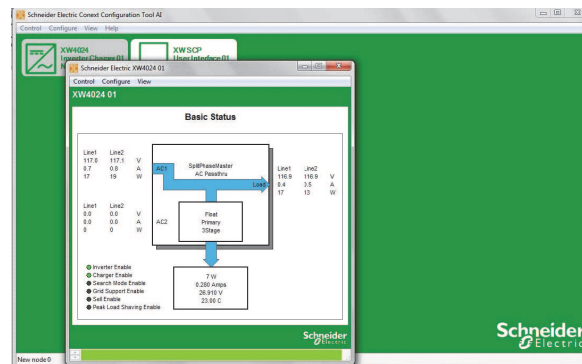 Schneider Electric Conext Configuration Tool AI
Control Configure View Help
XW4024
Inverter Charger 01
XWSCP
User Interface 01
Schneider Electric XW4024 01
Control Configure View
XW4024 01
Basic Status
Line1 Line2
117.0 117.1 V
0.7 0.8 A
17 19 W
AC1
SplitPhaseMaster
AC Passthru
Load
Line1 Line2
116.9 116.9 V
0.4 3.5 A
17 13 W
Line1 Line2
0.0 0.0 V
0.0 0.0 A
0 0 W
AC2
Float
Primary
3Stage
Inverter Enable
Charger Enable
Search Mode Enable
Grid Support Enable
Sell Enable
Peak Load Shaving Enable
7 W
0.280 Amps
26.910 V
23.00 C
Schneider
Electric
Schneider
Electric
New node 0